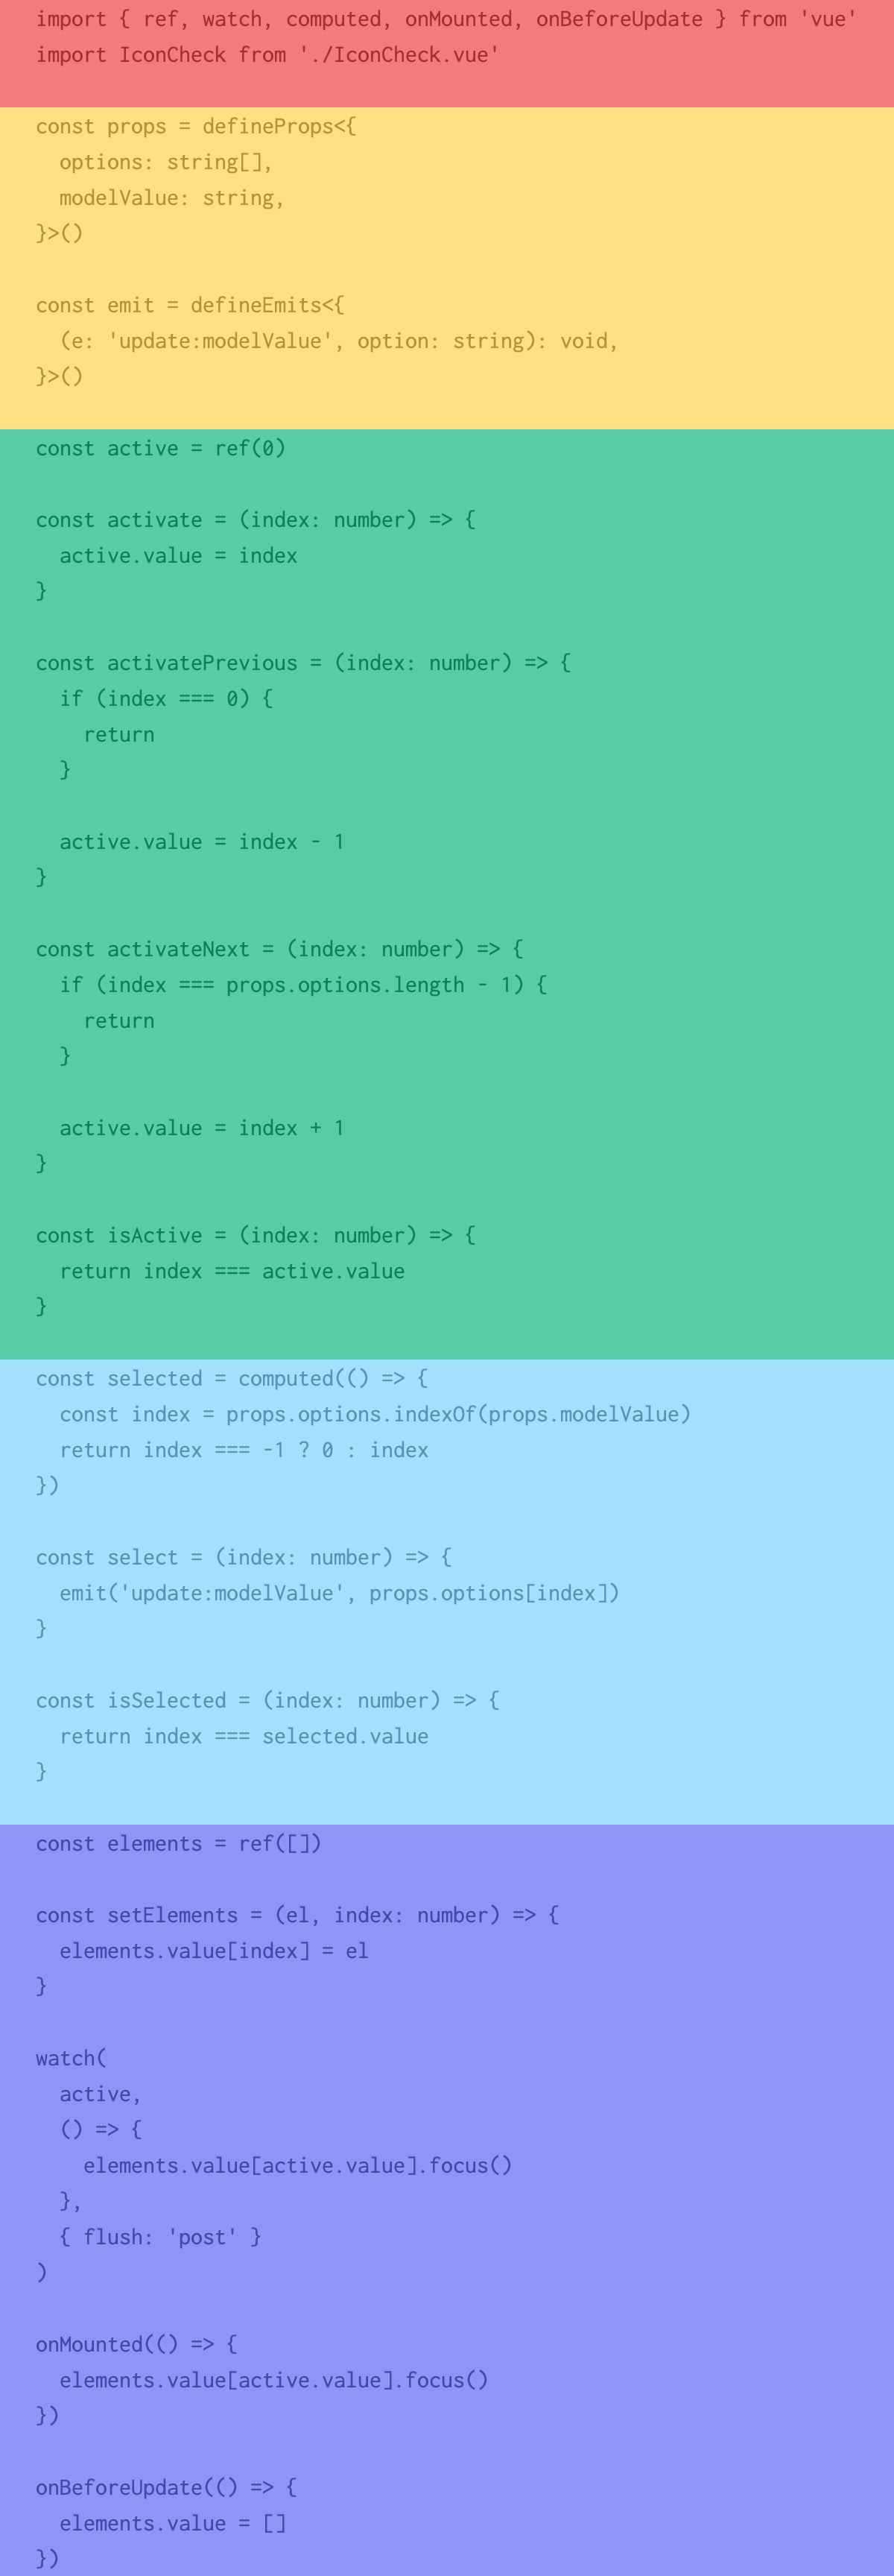 import { ref, watch, computed, onMounted, onBeforeUpdate } from 'vue'
import IconCheck from './IconCheck.vue'

const props = defineProps<{
  options: string[],
  modelValue: string,
}>()

const emit = defineEmits<{
  (e: 'update:modelValue', option: string): void,
}>()

const active = ref(0)

const activate = (index: number) => {
  active.value = index
}

const activatePrevious = (index: number) => {
  if (index === 0) {
    return
  }

  active.value = index - 1
}

const activateNext = (index: number) => {
  if (index === props.options.length - 1) {
    return
  }

  active.value = index + 1
}

const isActive = (index: number) => {
  return index === active.value
}

const selected = computed(() => {
  const index = props.options.indexOf(props.modelValue)
  return index === -1 ? 0 : index
})

const select = (index: number) => {
  emit('update:modelValue', props.options[index])
}

const isSelected = (index: number) => {
  return index === selected.value
}

const elements = ref([])

const setElements = (el, index: number) => {
  elements.value[index] = el
}

watch(
  active,
  () => {
    elements.value[active.value].focus()
  },
  { flush: 'post' }
)

onMounted(() => {
  elements.value[active.value].focus()
})

onBeforeUpdate(() => {
  elements.value = []
})